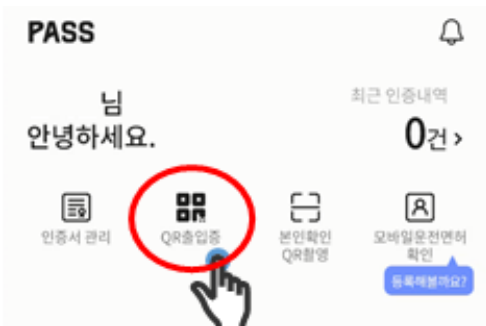 PASS
님
안녕하세요.
최근 인증내역
0건 >
인증서 관리
QR출입증
본인확인
QR촬영
모바일운전면허
확인
등록해볼까요?